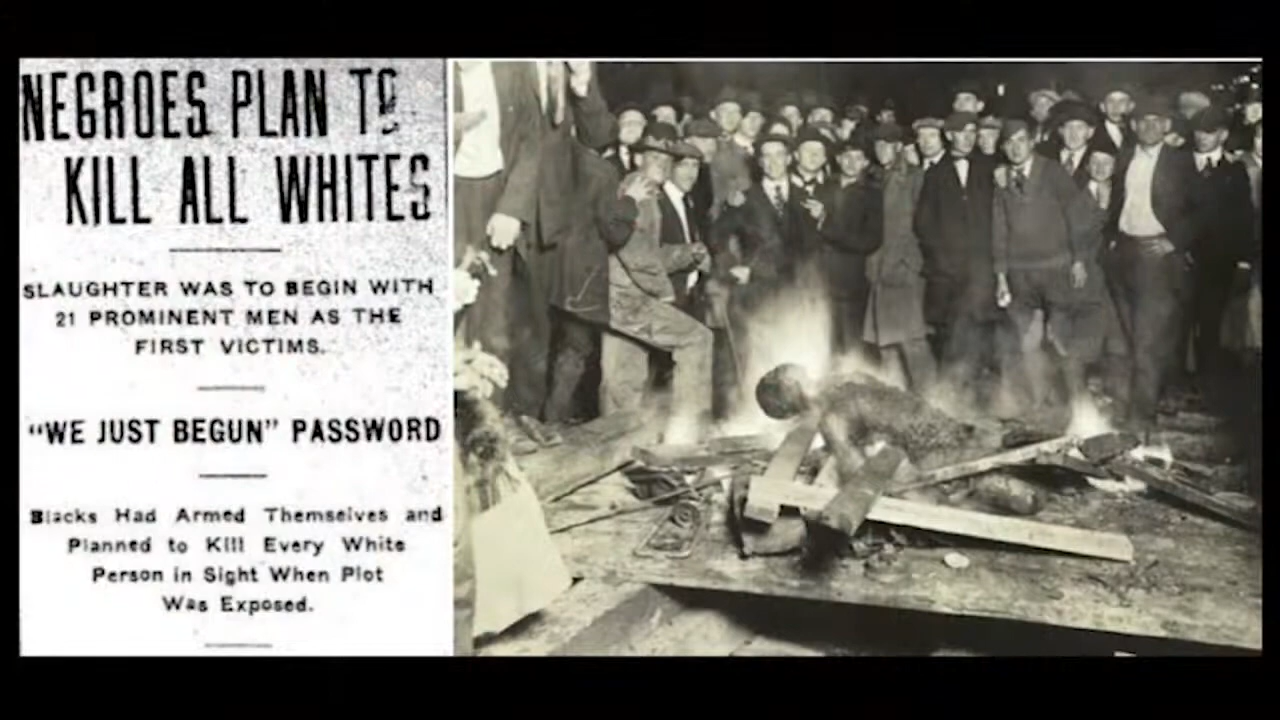 NEGROES PLAN TO
KILL ALL WHITES
SLAUGHTER WAS TO BEGIN WITH
21 PROMINENT MEN AS THE
FIRST VICTIMS.
"WE JUST BEGUN" PASSWORD
Blacks Had Armed Themselves and
Planned to Kill Every White
Person in Sight When Plot
Was Exposed.